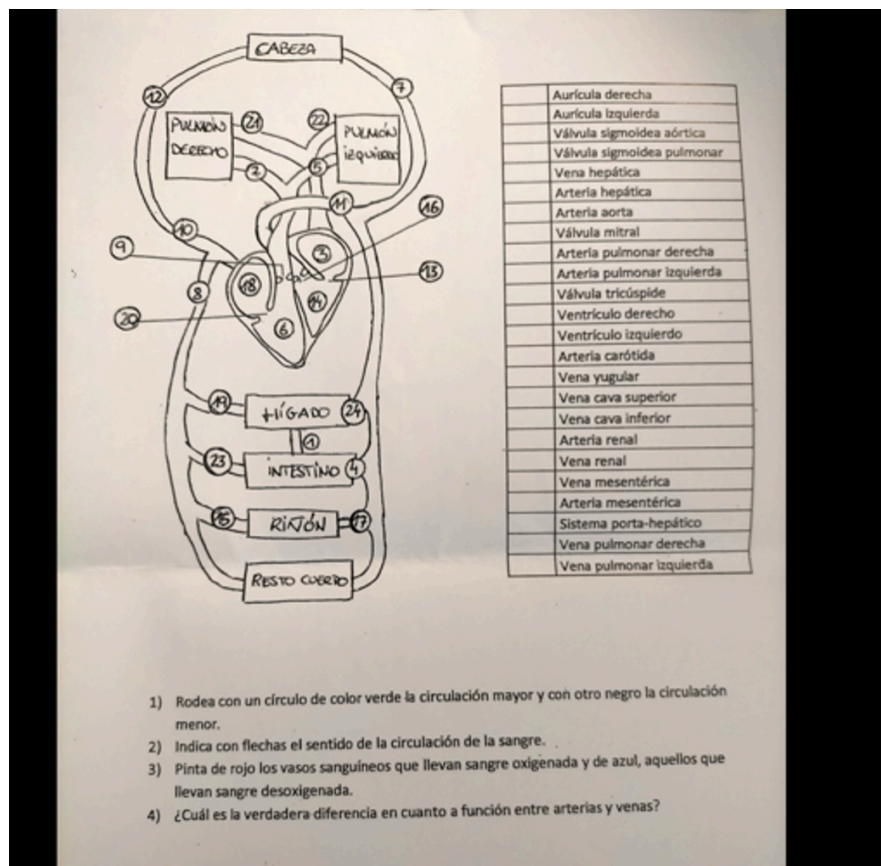 CABEZA
12
7
21
22
PULMÓN
DERECHO
PULMÓN
IZQUIERDO
2
5
11
16
10
9
3
13
18
8
14
20
6
19
HÍGADO
24
1
23
INTESTINO
4
15
RIÑÓN
17
RESTO CUERPO
Aurícula derecha
Aurícula izquierda
Válvula sigmoidea aórtica
Válvula sigmoidea pulmonar
Vena hepática
Arteria hepática
Arteria aorta
Válvula mitral
Arteria pulmonar derecha
Arteria pulmonar izquierda
Válvula tricúspide
Ventrículo derecho
Ventrículo izquierdo
Arteria carótida
Vena yugular
Vena cava superior
Vena cava inferior
Arteria renal
Vena renal
Vena mesentérica
Arteria mesentérica
Sistema porta-hepático
Vena pulmonar derecha
Vena pulmonar izquierda
1) Rodea con un círculo de color verde la circulación mayor y con otro negro la circulación
menor.
2) Indica con flechas el sentido de la circulación de la sangre.
3) Pinta de rojo los vasos sanguíneos que llevan sangre oxigenada y de azul, aquellos que
llevan sangre desoxigenada.
4) ¿Cuál es la verdadera diferencia en cuanto a función entre arterias y venas?